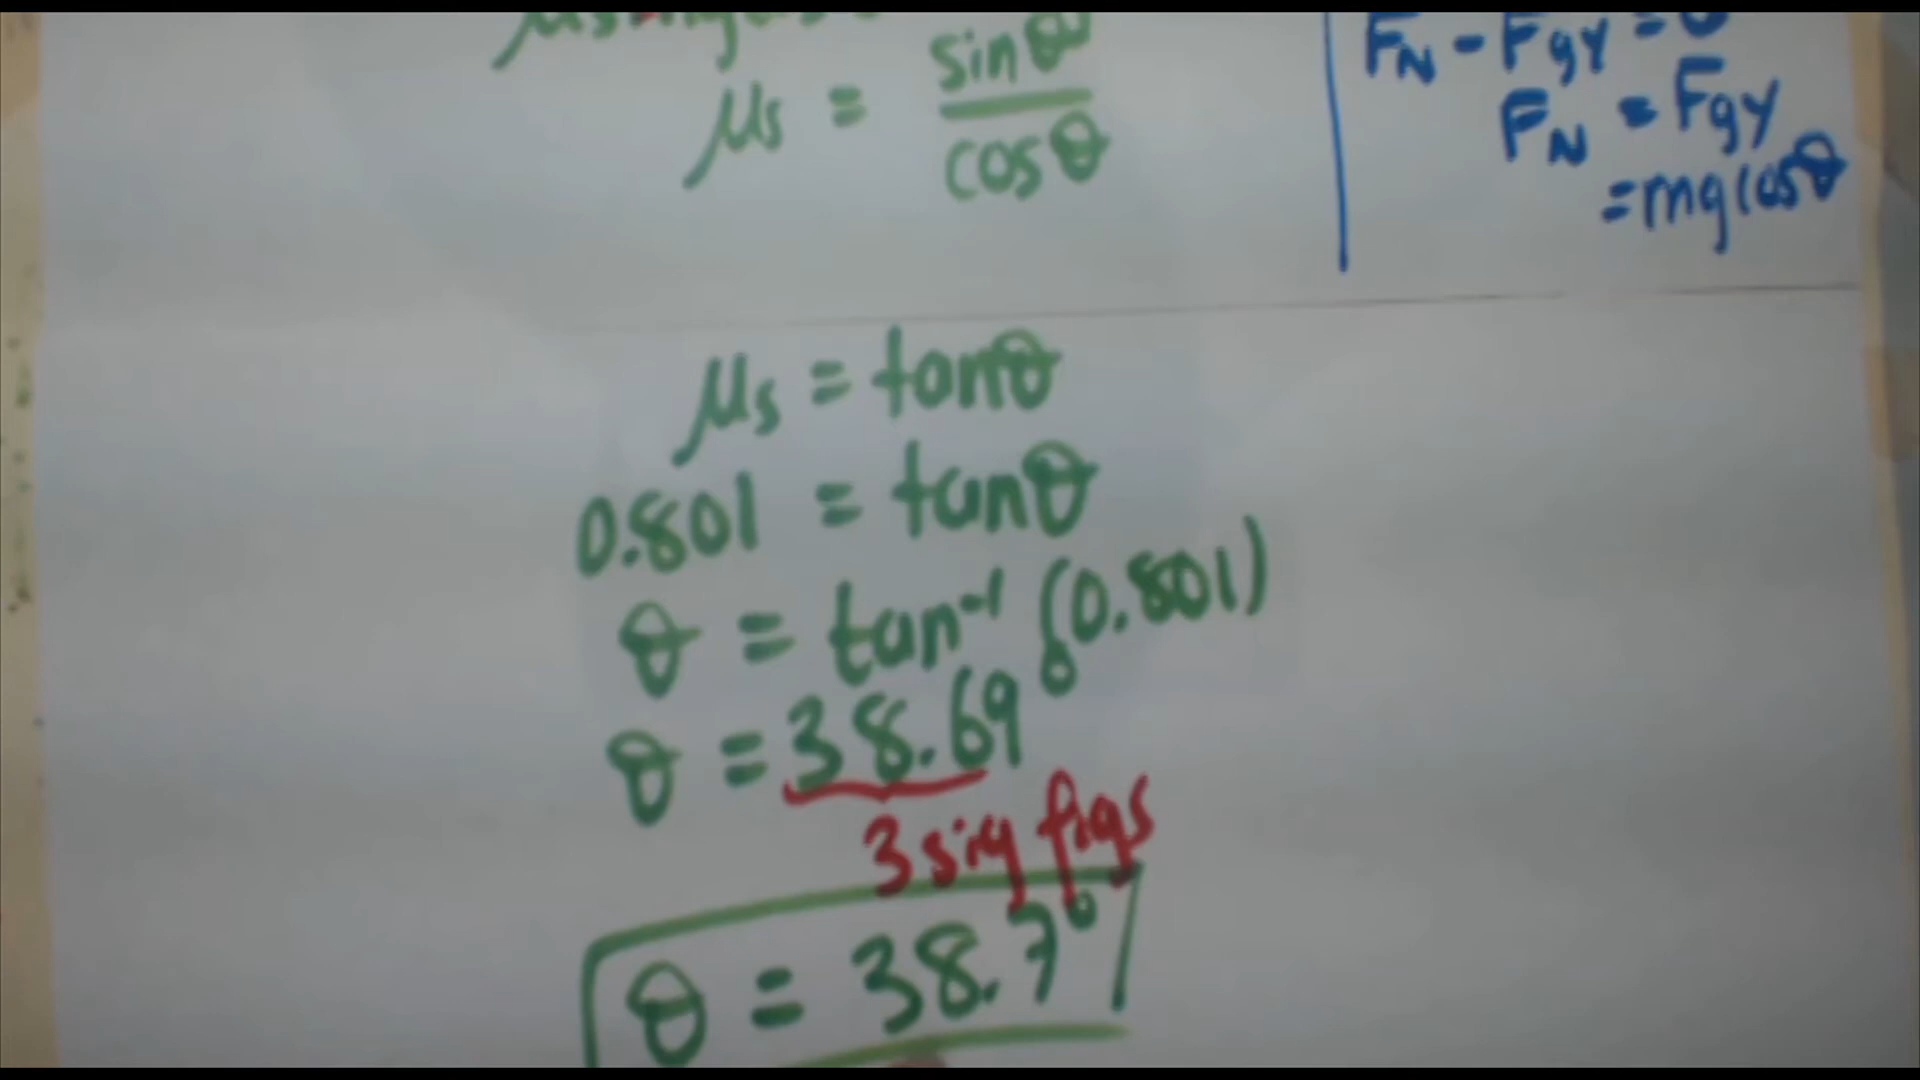 μs = sinθ / cosθ
FN - Fgy = 0
FN = Fgy
= mg cosθ
μs = tanθ
0.801 = tanθ
θ = tan⁻¹ (0.801)
θ = 38.69°
3 sig figs
θ = 38.7°